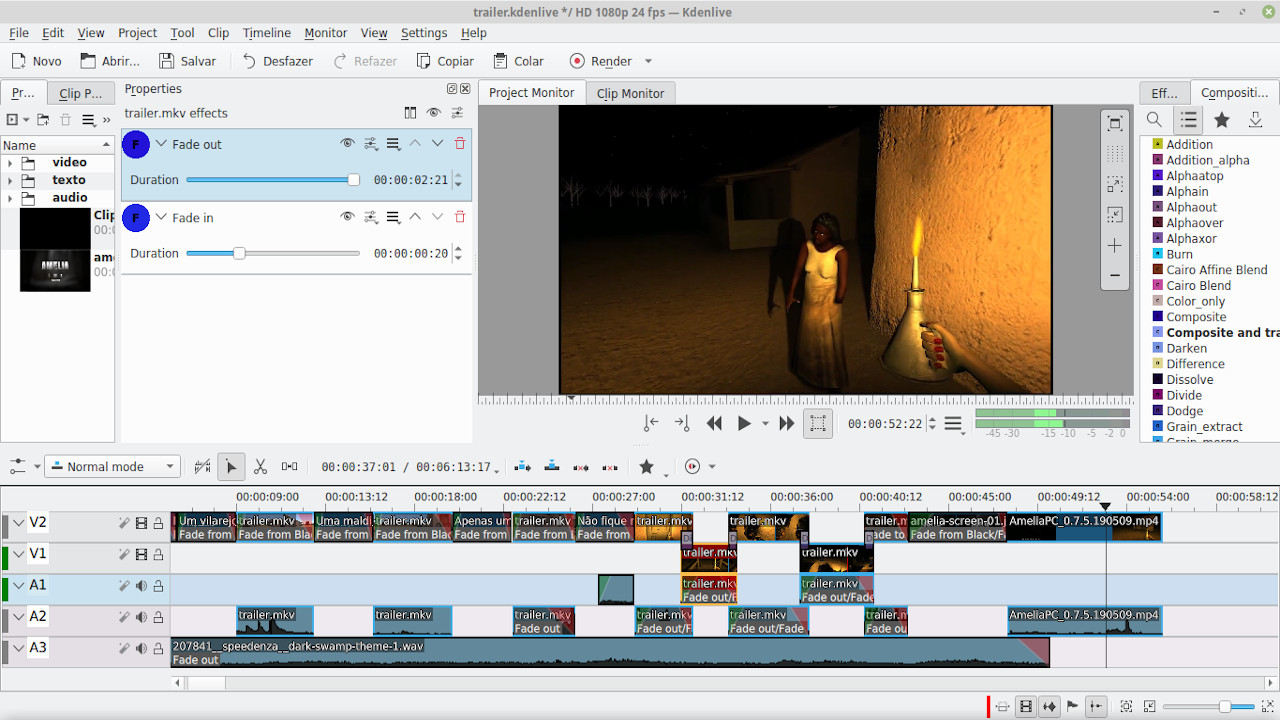 trailer.kdenlive */ HD 1080p 24 fps — Kdenlive
File Edit View Project Tool Clip Timeline Monitor View Settings Help
Novo Abrir... Salvar Desfazer Refazer Copiar Colar Render
Pr... Clip P...
Name
video
texto
audio
Clip
00:
AMELIA
am
00:
Properties
trailer.mkv effects
F Fade out
Duration 00:00:02:21
F Fade in
Duration 00:00:00:20
Project Monitor Clip Monitor
00:00:52:22
-45 -30 -15 -10 -5 -2 0
Eff... Compositi...
Addition
Addition_alpha
Alphaatop
Alphain
Alphaout
Alphaover
Alphaxor
Burn
Cairo Affine Blend
Cairo Blend
Color_only
Composite
Composite and tra
Darken
Difference
Dissolve
Divide
Dodge
Grain_extract
Grain_merge
Normal mode 00:00:37:01 / 00:06:13:17
00:00:09:00 00:00:13:12 00:00:18:00 00:00:22:12 00:00:27:00 00:00:31:12 00:00:36:00 00:00:40:12 00:00:45:00 00:00:49:12 00:00:54:00 00:00:58:12
V2 Um vilarejo trailer.mkv Uma maldi trailer.mkv Apenas um trailer.mkv Não fique trailer.mkv trailer.mkv trailer.m amelia-screen-01.j AmeliaPC_0.7.5.190509.mp4
Fade from Fade from Bla Fade from Fade from Blac Fade from Fade from Fade from ade to Fade from Black/F
V1 trailer.mkv trailer.mkv
A1 trailer.mkv trailer.mkv
Fade out/F Fade out/Fade
A2 trailer.mkv trailer.mkv trailer.mkv trailer.mkv trailer.mkv trailer.mkv AmeliaPC_0.7.5.190509.mp4
Fade out Fade out/F Fade out/Fade Fade ou
A3 207841__speedenza__dark-swamp-theme-1.wav
Fade out